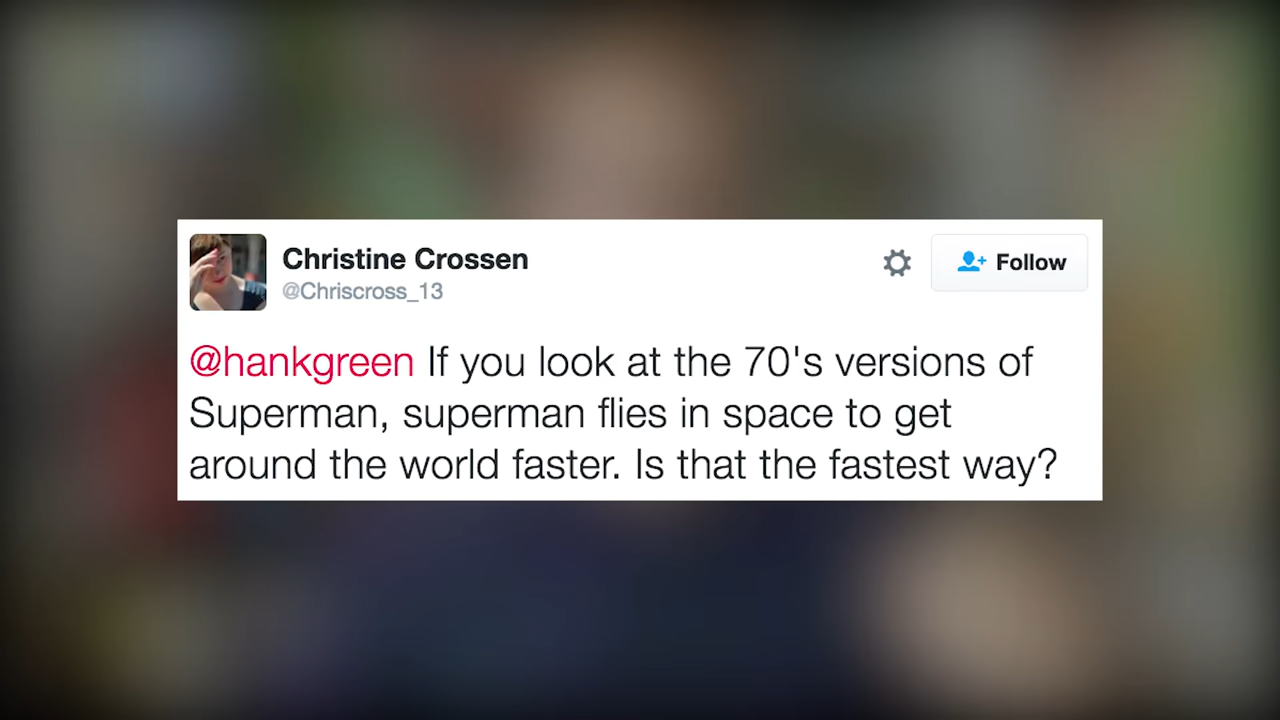 Christine Crossen
Follow
@Chriscross_13
@hankgreen If you look at the 70's versions of
Superman, superman flies in space to get
around the world faster. Is that the fastest way?